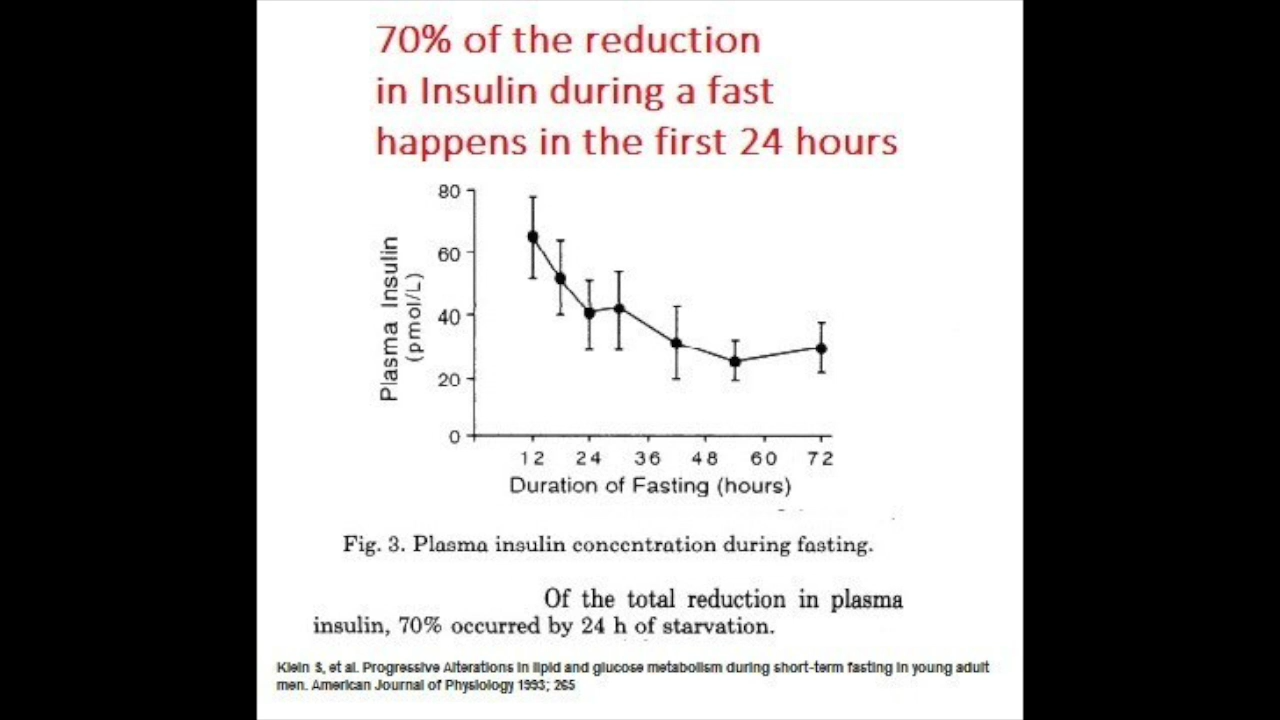 70% of the reduction
in Insulin during a fast
happens in the first 24 hours
80
60
40
20
0
Plasma Insulin
(pmol/L)
12 24 36 48 60 72
Duration of Fasting (hours)
Fig. 3. Plasma insulin concentration during fasting.
Of the total reduction in plasma
insulin, 70% occurred by 24 h of starvation.
Klein S, et al. Progressive Alterations in lipid and glucose metabolism during short-term fasting in young adult
men. American Journal of Physiology 1993; 265